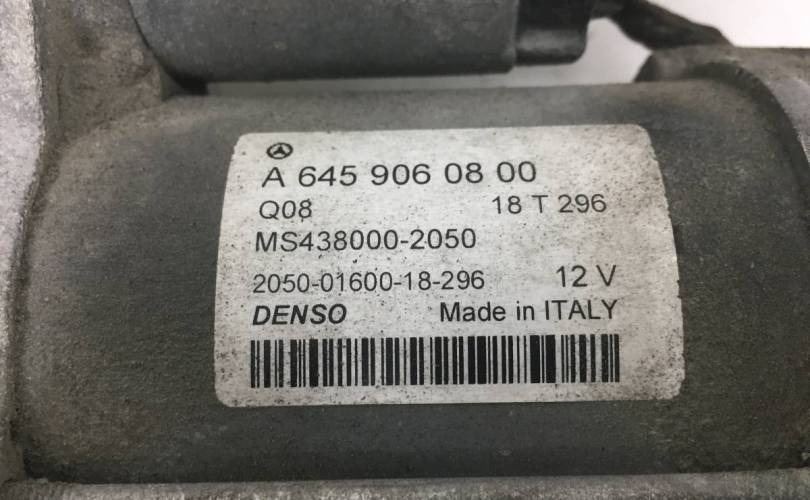 A 645 906 08 00
Q08 18 T 296
MS438000-2050
2050-01600-18-296 12 V
DENSO Made in ITALY